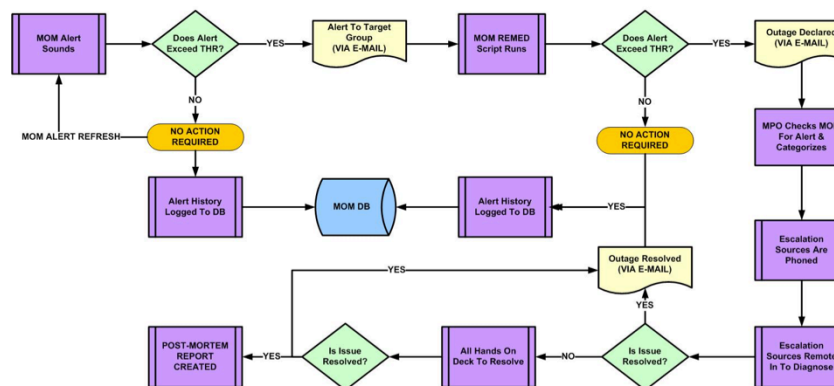 MOM Alert
Sounds
Does Alert
Exceed THR?
YES
Alert To Target
Group
(VIA E-MAIL)
MOM REMED
Script Runs
Does Alert
Exceed THR?
YES
Outage Declared
(VIA E-MAIL)
NO
NO
MOM ALERT REFRESH
NO ACTION
REQUIRED
NO ACTION
REQUIRED
MPO Checks MOM
For Alert &
Categorizes
Alert History
Logged To DB
MOM DB
Alert History
Logged To DB
YES
Escalation
Sources Are
Phoned
Outage Resolved
(VIA E-MAIL)
YES
YES
POST-MORTEM
REPORT
CREATED
YES
Is Issue
Resolved?
All Hands On
Deck To Resolve
NO
Is Issue
Resolved?
Escalation
Sources Remote
In To Diagnose